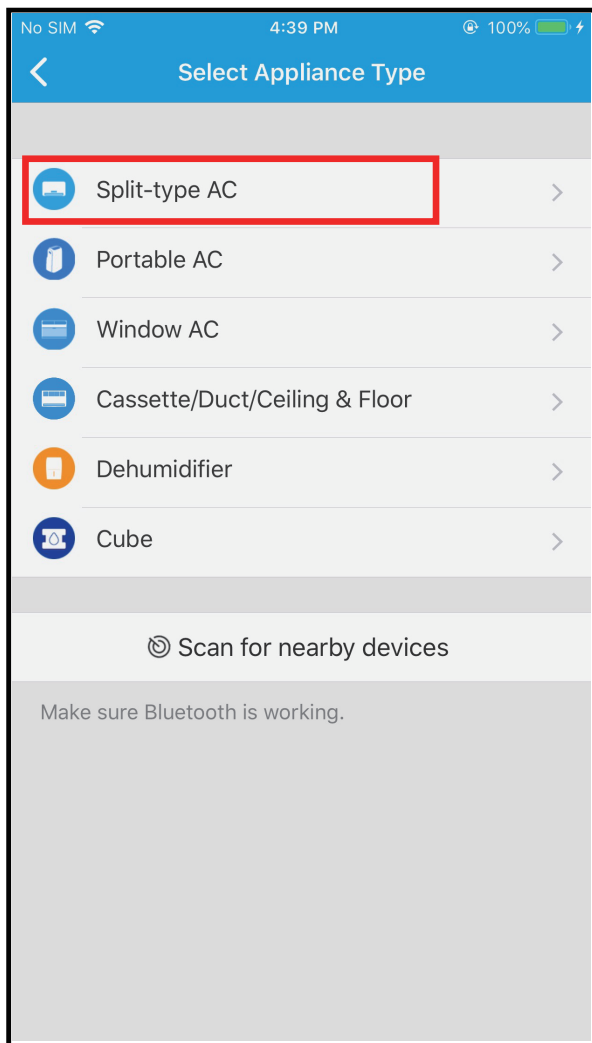 No SIM 4:39 PM 100%
Select Appliance Type
Split-type AC
Portable AC
Window AC
Cassette/Duct/Ceiling & Floor
Dehumidifier
Cube
Scan for nearby devices
Make sure Bluetooth is working.